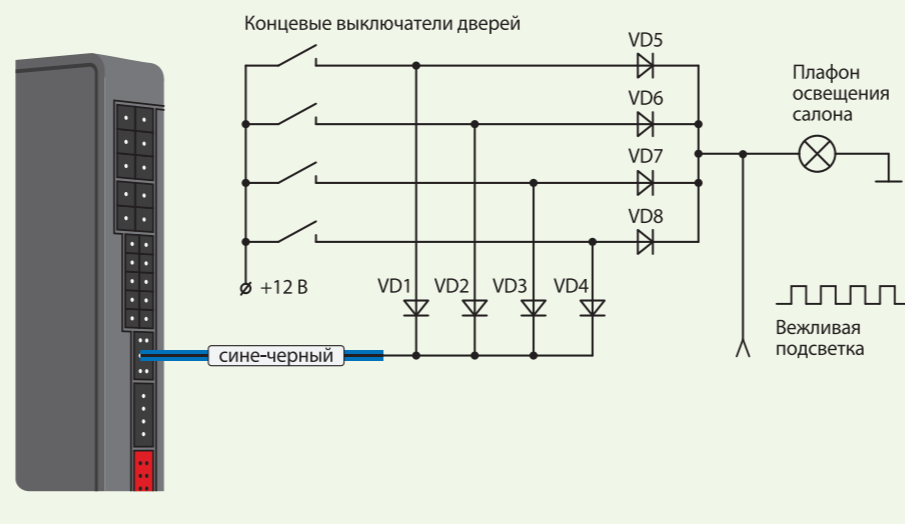 Концевые выключатели дверей
VD5
VD6
VD7
VD8
Плафон
освещения
салона
+12 В
VD1
VD2
VD3
VD4
Вежливая
подсветка
сине-черный